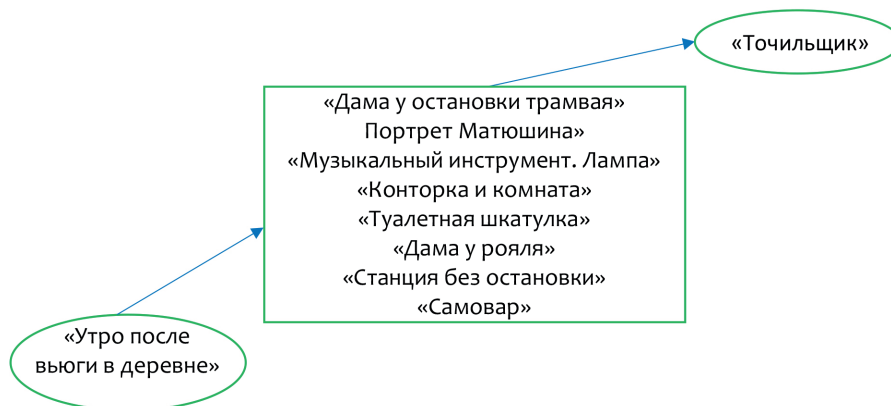 «Точильщик»
«Дама у остановки трамвая»
Портрет Матюшина»
«Музыкальный инструмент. Лампа»
«Конторка и комната»
«Туалетная шкатулка»
«Дама у рояля»
«Станция без остановки»
«Самовар»
«Утро после
вьюги в деревне»